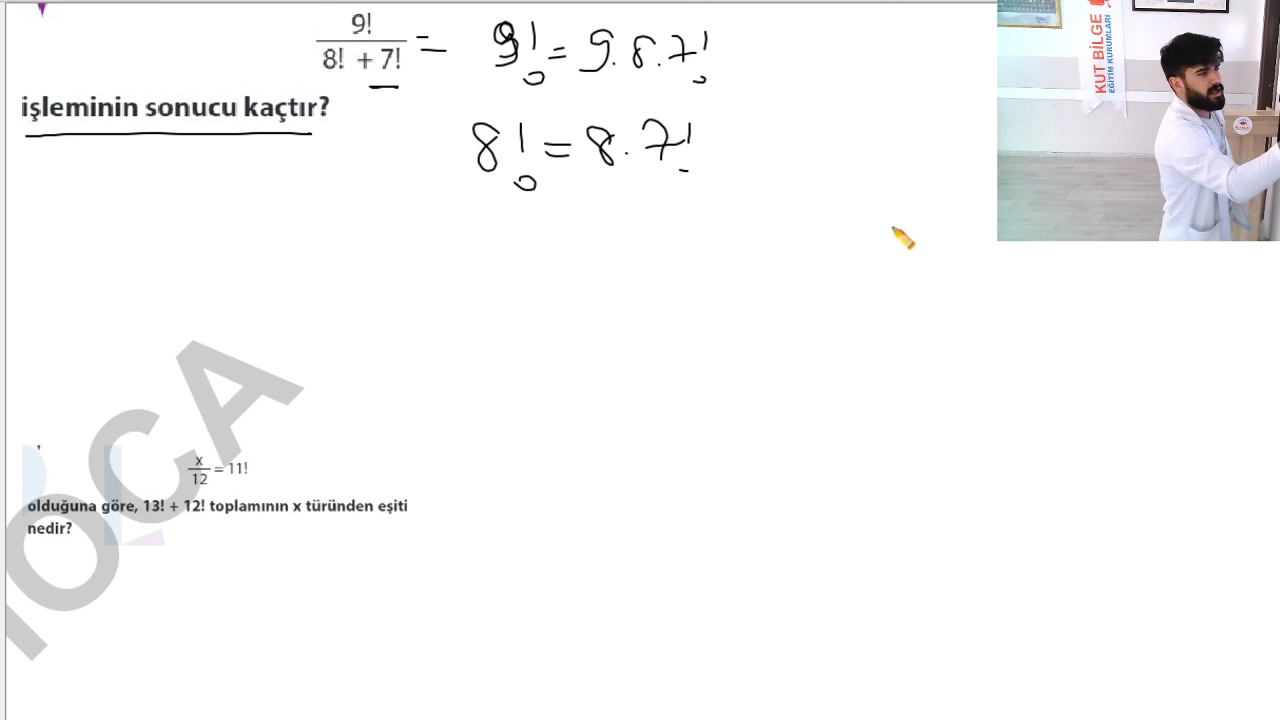 9!
8! + 7!
= 9! = 9.8.7!
işleminin sonucu kaçtır?
8! = 8.7!
KUT BİLGE
EĞİTİM KURUMLARI
x
12
= 11!
olduğuna göre, 13! + 12! toplamının x türünden eşiti
nedir?
HOCA